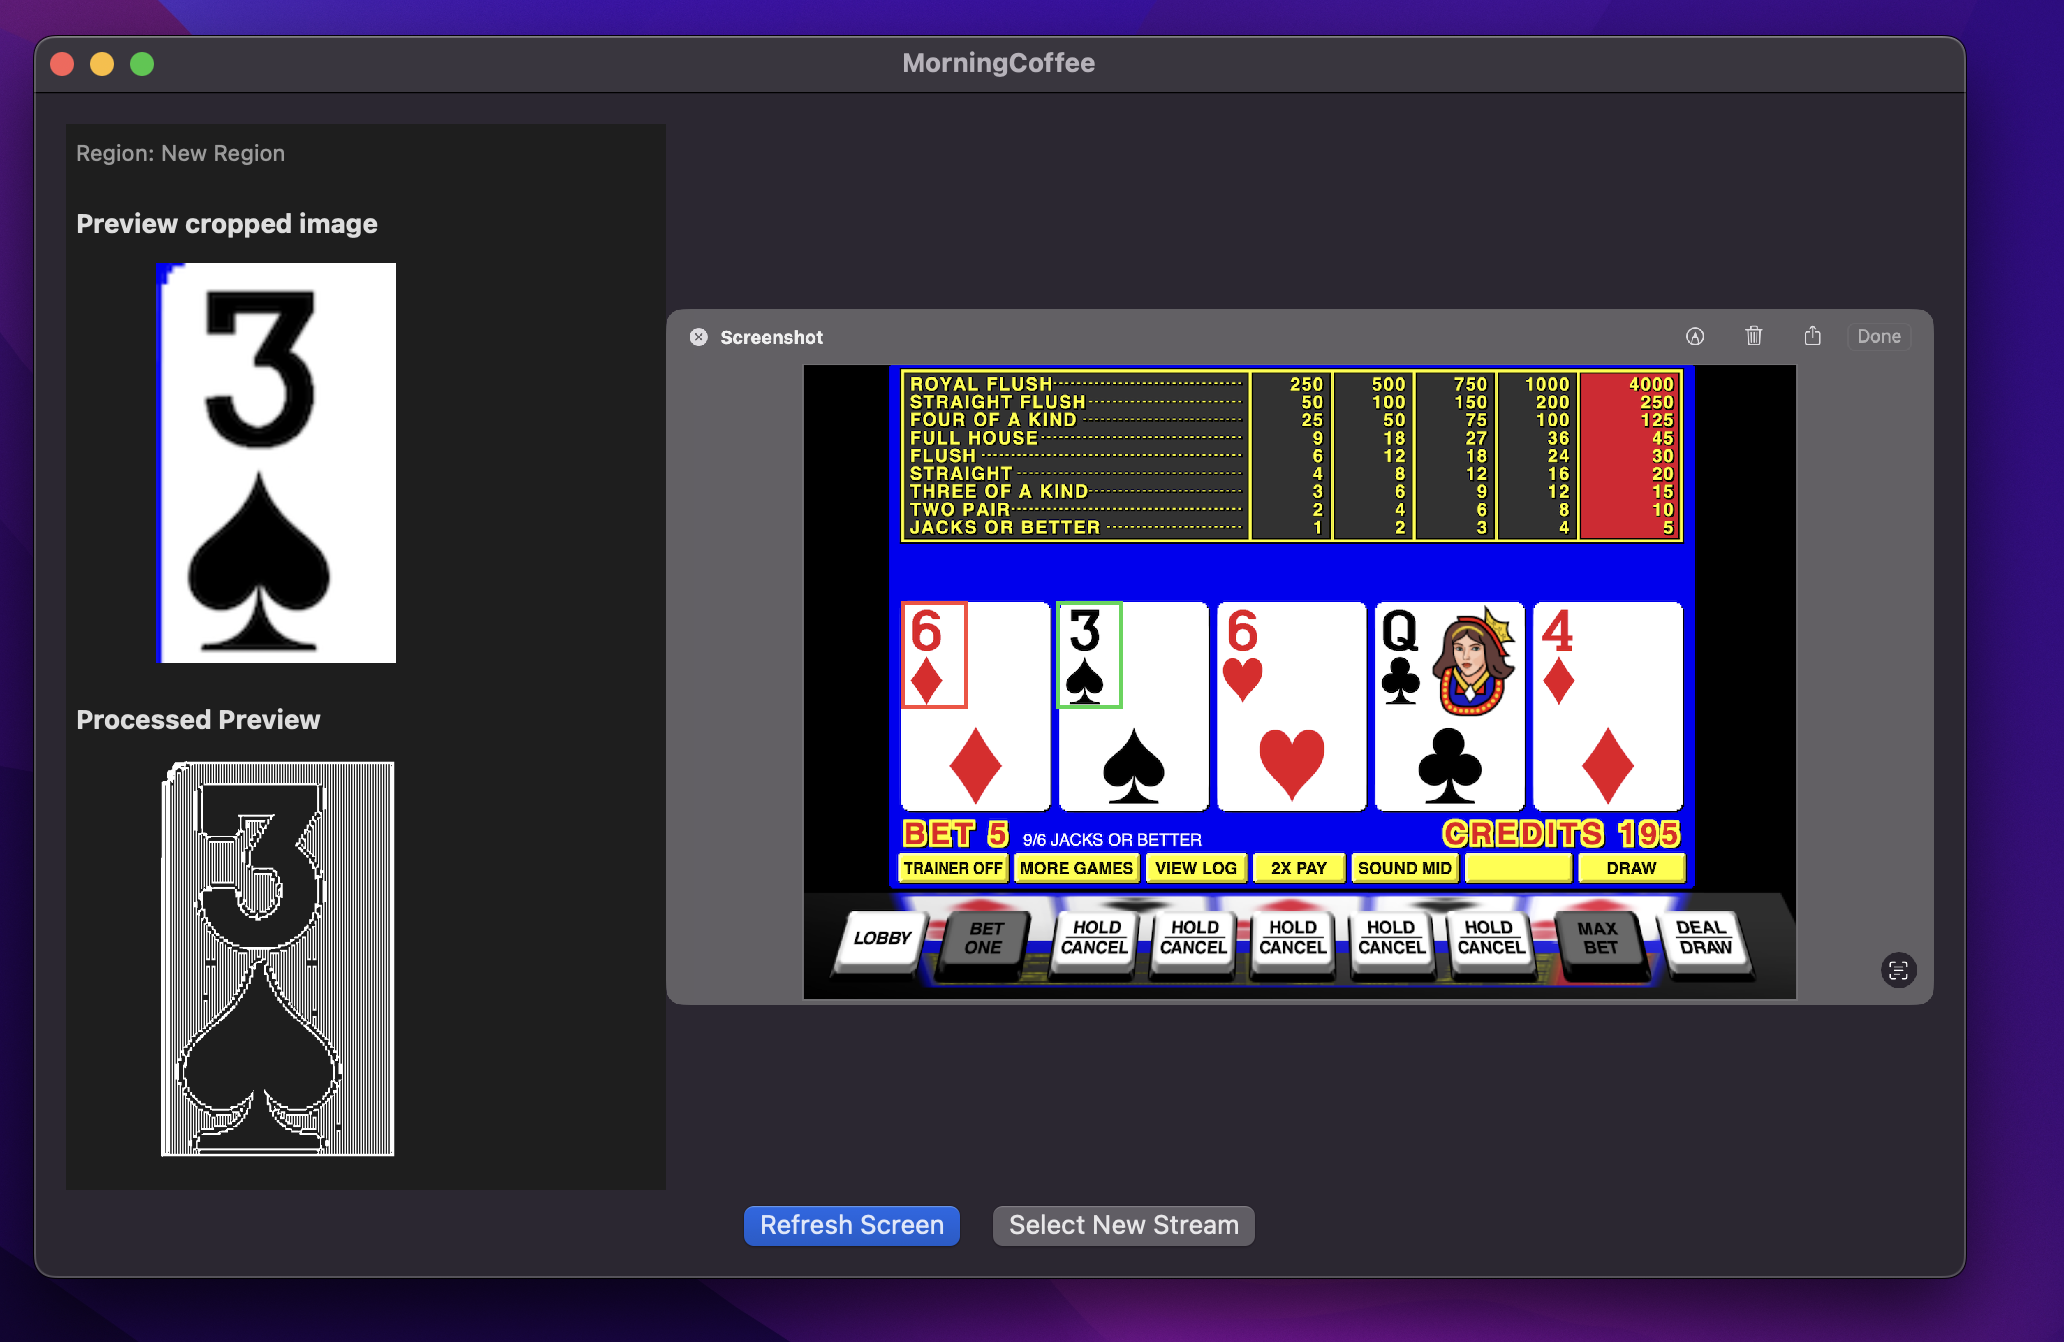 MorningCoffee
Region: New Region
Preview cropped image
3
Processed Preview
3
Screenshot
Done
ROYAL FLUSH 250 500 750 1000 4000
STRAIGHT FLUSH 50 100 150 200 250
FOUR OF A KIND 25 50 75 100 125
FULL HOUSE 9 18 27 36 45
FLUSH 6 12 18 24 30
STRAIGHT 4 8 12 16 20
THREE OF A KIND 3 6 9 12 15
TWO PAIR 2 4 6 8 10
JACKS OR BETTER 1 2 3 4 5
6 3 6 Q 4
BET 5 9/6 JACKS OR BETTER CREDITS 195
TRAINER OFF MORE GAMES VIEW LOG 2X PAY SOUND MID DRAW
LOBBY
BET ONE
HOLD CANCEL
HOLD CANCEL
HOLD CANCEL
HOLD CANCEL
HOLD CANCEL
MAX BET
DEAL DRAW
Refresh Screen
Select New Stream